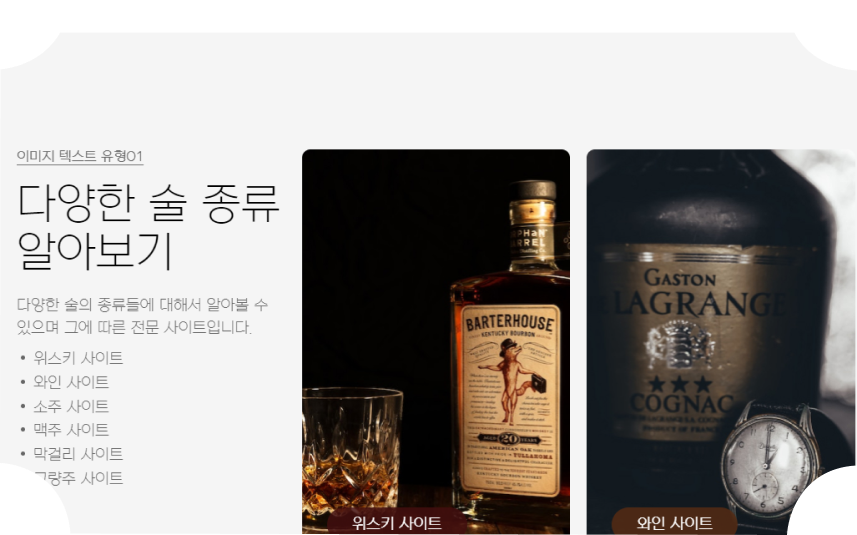 이미지 텍스트 유형01
다양한 술 종류
알아보기
다양한 술의 종류들에 대해서 알아볼 수
있으며 그에 따른 전문 사이트입니다.
• 위스키 사이트
• 와인 사이트
• 소주 사이트
• 맥주 사이트
• 막걸리 사이트
고량주 사이트
BARTERHOUSE
KENTUCKY BOURBON
20 YEARS
AMERICAN OAK
TULLAHOMA
위스키 사이트
GASTON
LAGRANGE
★★★
COGNAC
PRODUCT OF FRANCE
와인 사이트